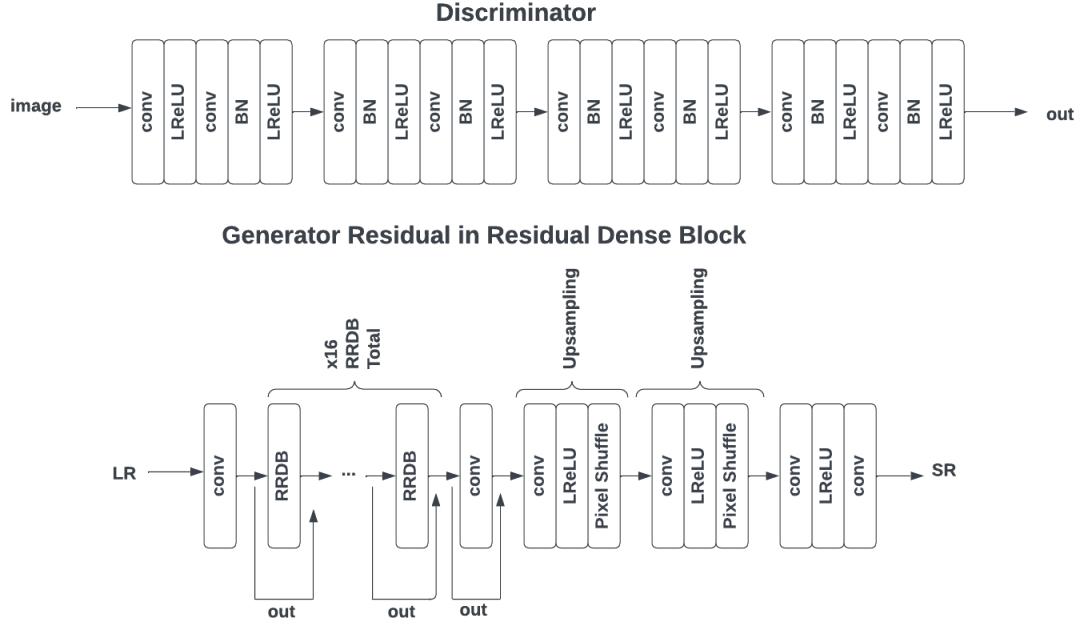 Discriminator
image
conv
LReLU
conv
BN
LReLU
conv
BN
LReLU
conv
BN
LReLU
conv
BN
LReLU
conv
BN
LReLU
conv
BN
LReLU
conv
BN
LReLU
out
Generator Residual in Residual Dense Block
x16
RRDB
Total
Upsampling
Upsampling
LR
conv
RRDB
...
RRDB
conv
conv
LReLU
Pixel Shuffle
conv
LReLU
Pixel Shuffle
conv
LReLU
conv
SR
out
out
out